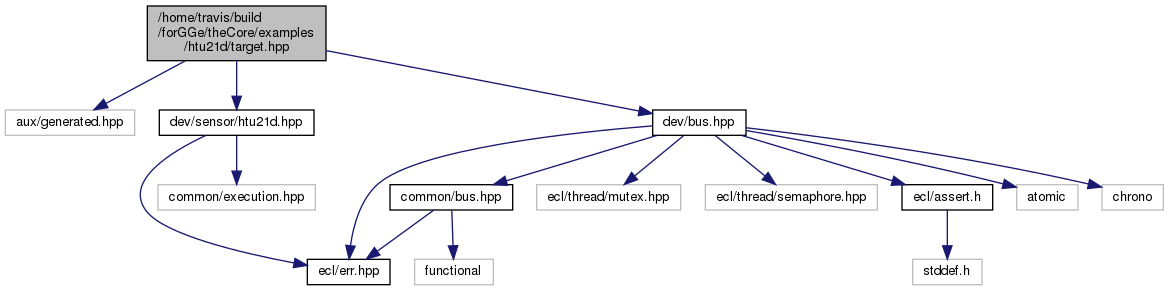 /home/travis/build
/forGGe/theCore/examples
/htu21d/target.hpp
aux/generated.hpp
dev/sensor/htu21d.hpp
dev/bus.hpp
common/execution.hpp
common/bus.hpp
ecl/thread/mutex.hpp
ecl/thread/semaphore.hpp
ecl/assert.h
atomic
chrono
ecl/err.hpp
functional
stddef.h